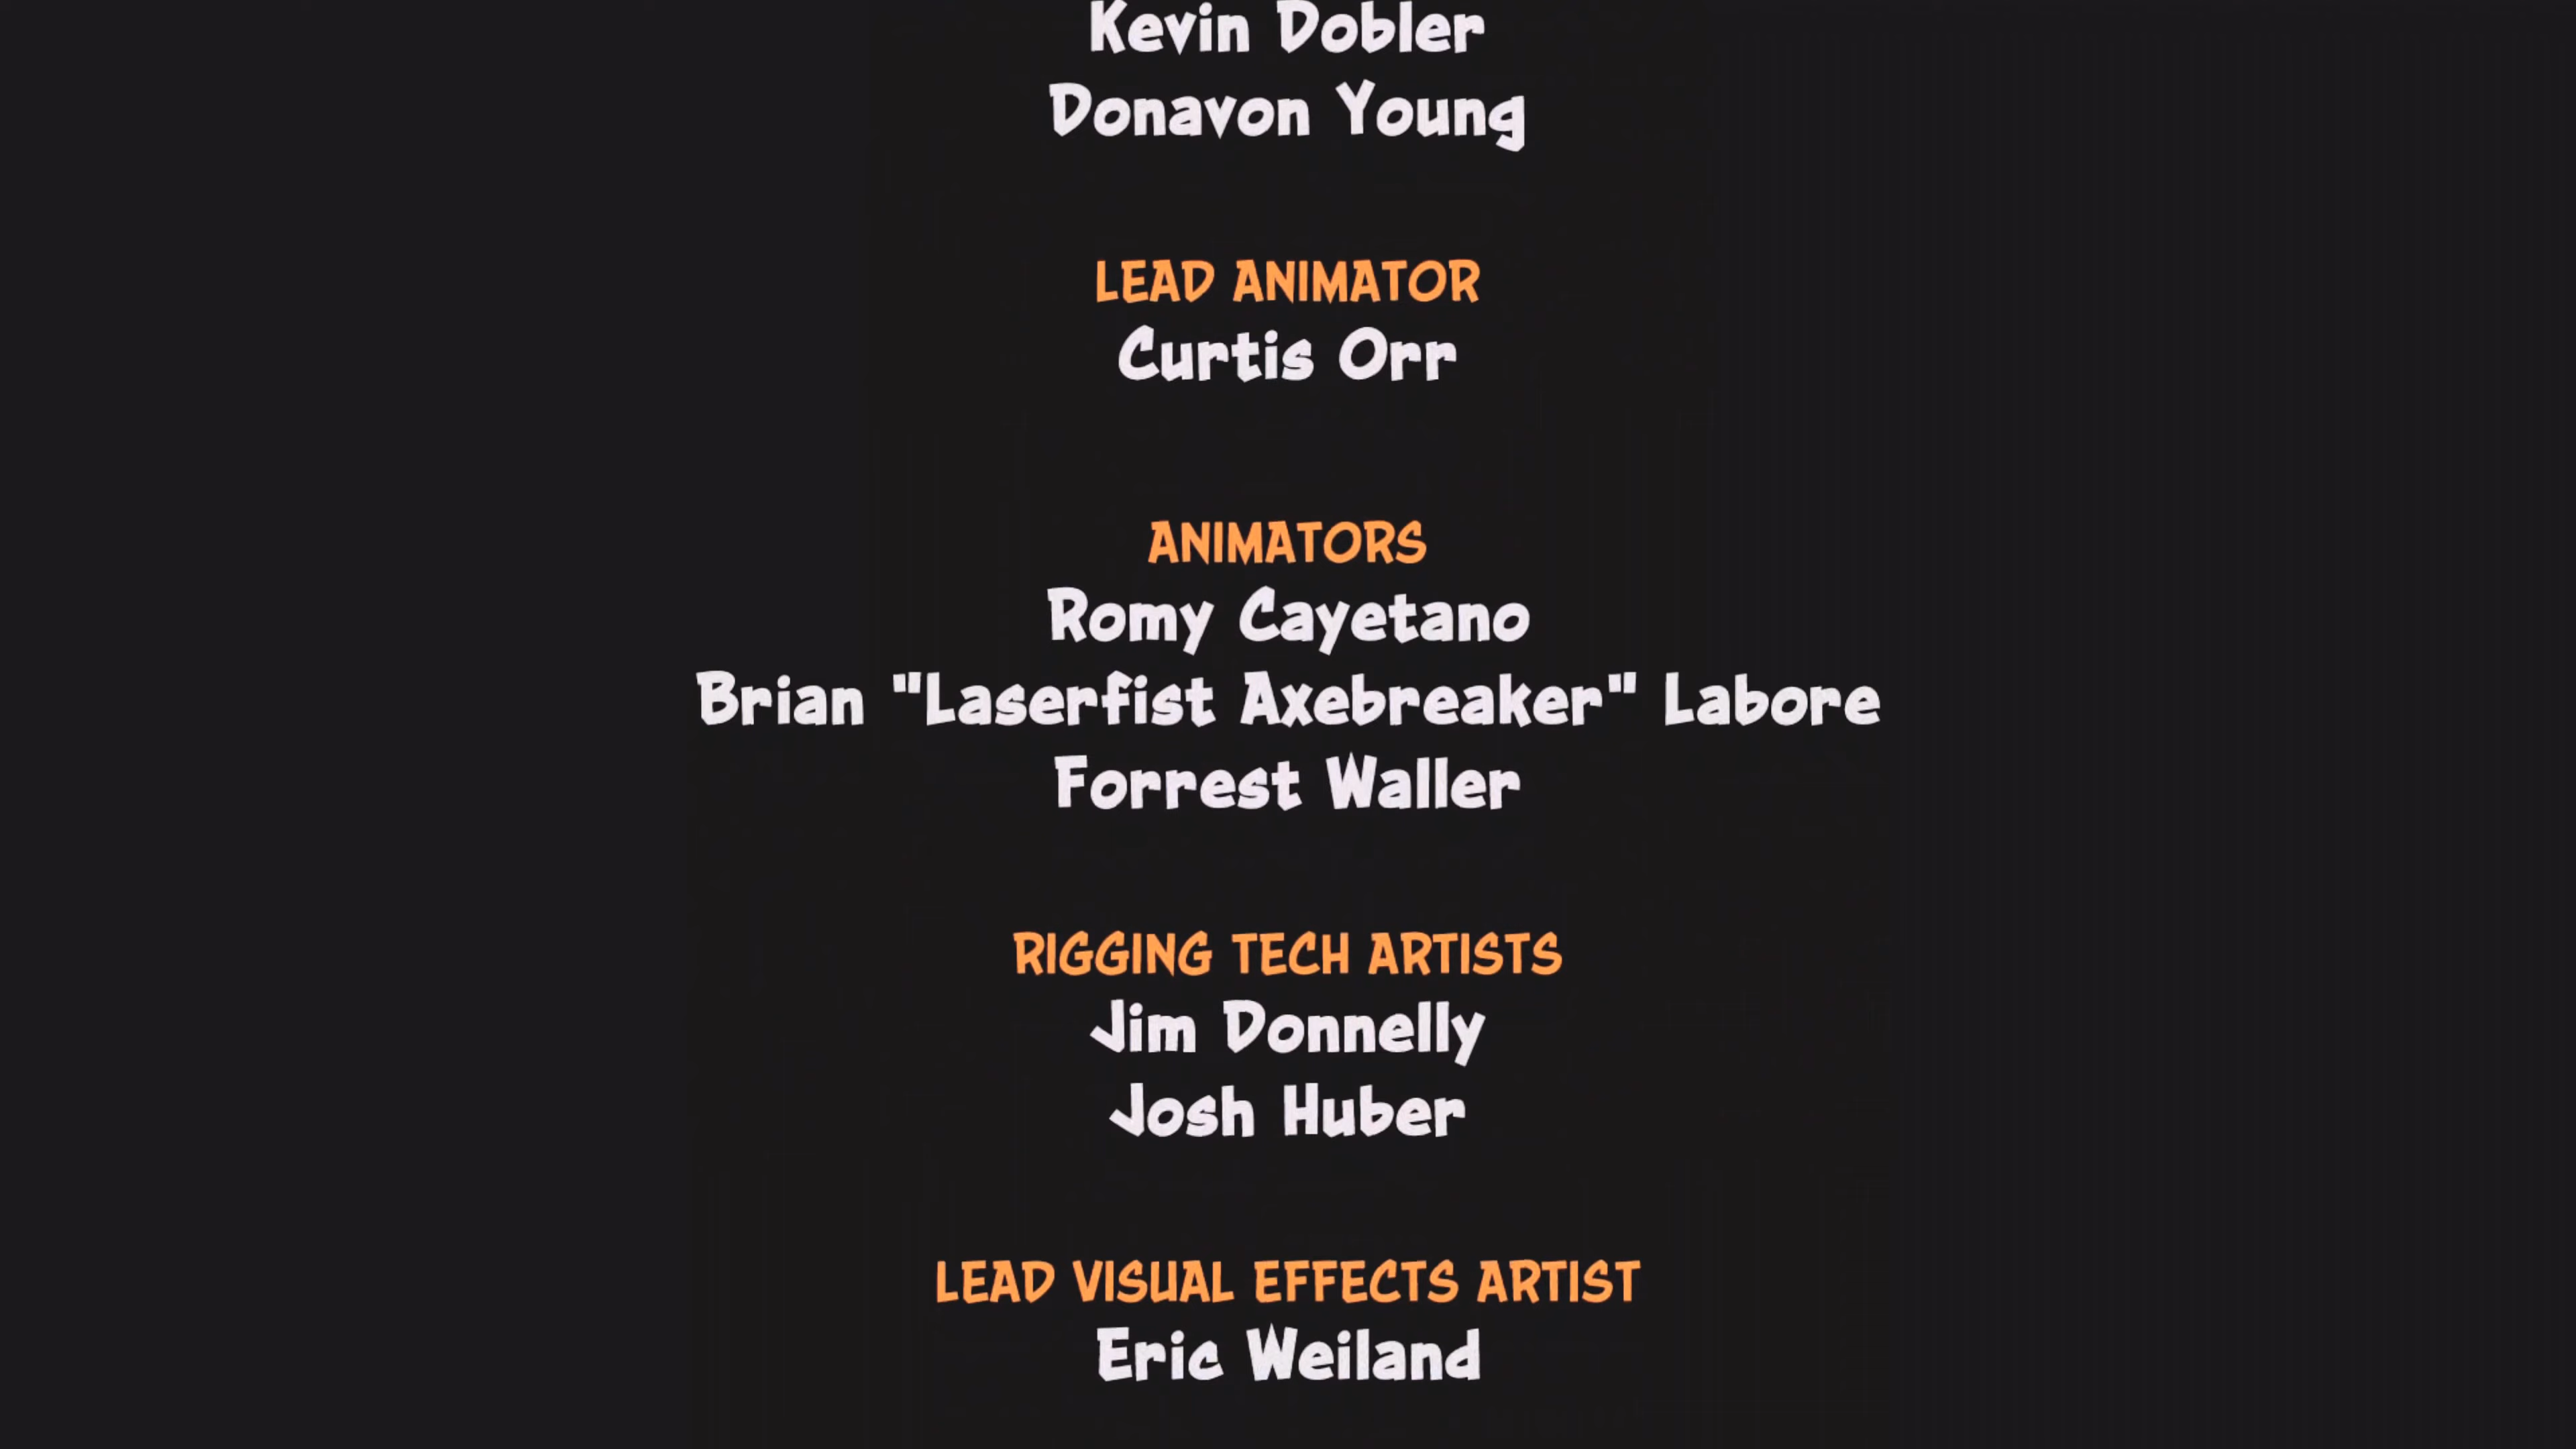 Kevin Dobler
Donavon Young
LEAD ANIMATOR
Curtis Orr
ANIMATORS
Romy Cayetano
Brian "Laserfist Axebreaker" Labore
Forrest Waller
RIGGING TECH ARTISTS
Jim Donnelly
Josh Huber
LEAD VISUAL EFFECTS ARTIST
Eric Weiland